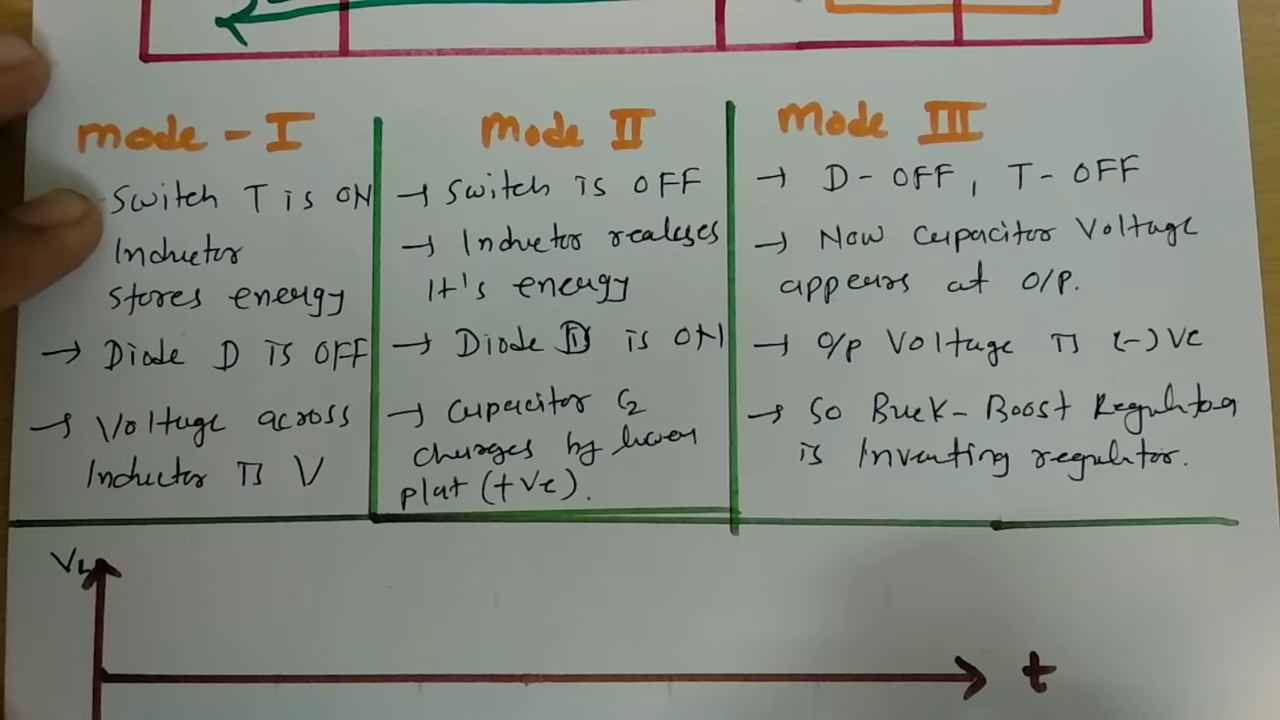 mode - I
Switch T is ON
Inductor
stores energy
→ Diode D is OFF
→ Voltage across
Inductor is V
Mode II
→ Switch is OFF
→ Inductor realeses
It's energy
→ Diode D is ON
→ Capacitor C2
charges by lower
plat (+ve).
Mode III
→ D - OFF, T - OFF
→ Now Capacitor Voltage
appears at O/P.
→ O/P Voltage is (-)ve
→ So Buck-Boost Regulator
is Inverting regulator.
VL
t